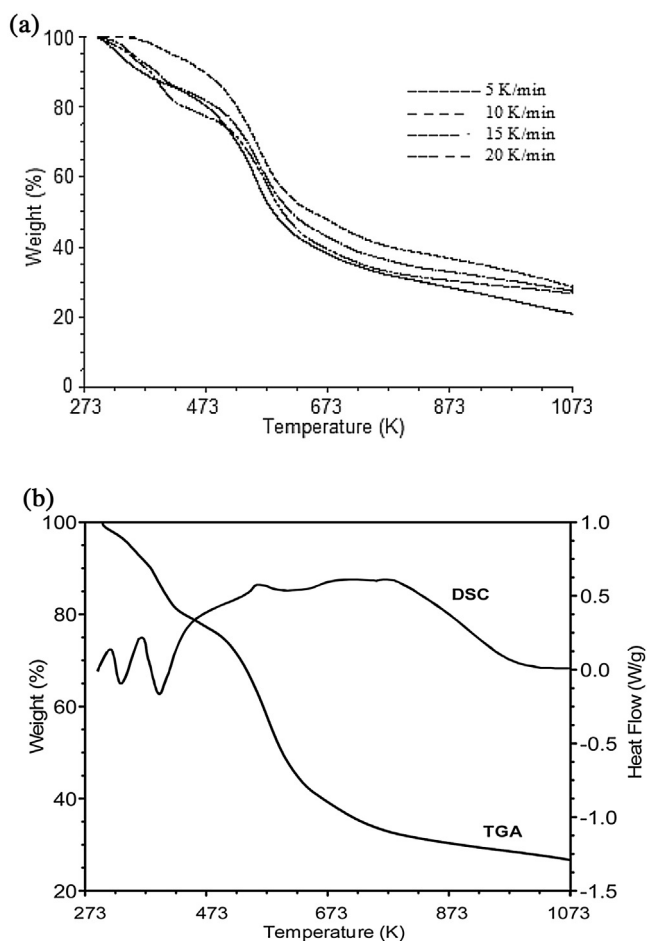 (a)
100
80
60
40
20
0
Weight (%)
5 K/min
10 K/min
15 K/min
20 K/min
273 473 673 873 1073
Temperature (K)
(b)
100
80
60
40
20
Weight (%)
DSC
TGA
1.0
0.5
0.0
-0.5
-1.0
-1.5
Heat Flow (W/g)
273 473 673 873 1073
Temperature (K)